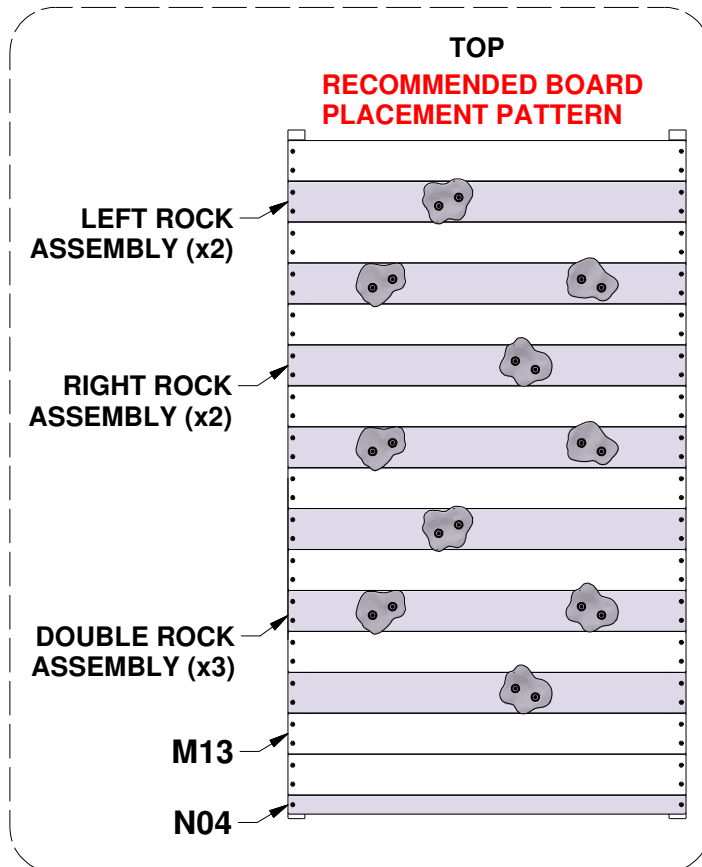 TOP
RECOMMENDED BOARD
PLACEMENT PATTERN
LEFT ROCK
ASSEMBLY (x2)
RIGHT ROCK
ASSEMBLY (x2)
DOUBLE ROCK
ASSEMBLY (x3)
M13
N04